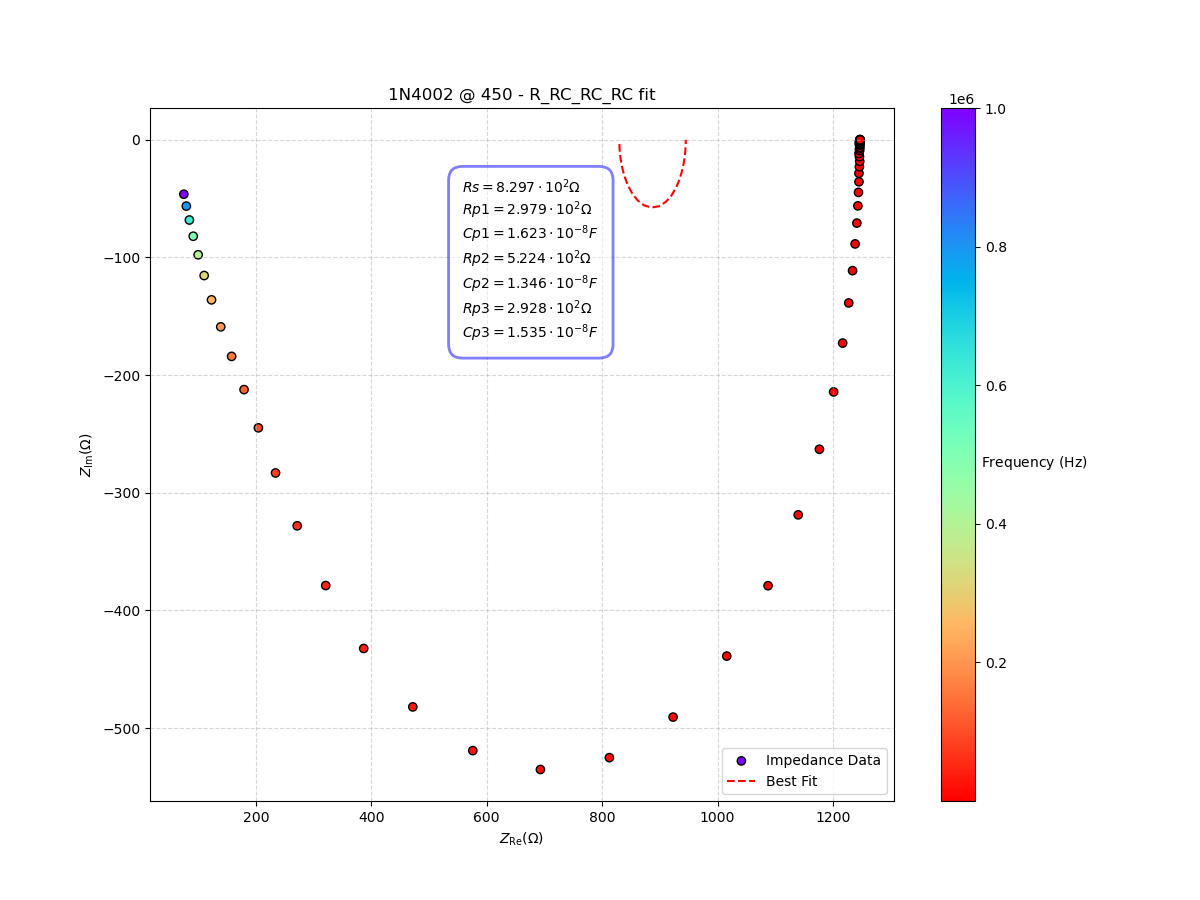 1N4002 @ 450 - R_RC_RC_RC fit
1e6
1.0
0.8
0.6
0.4
0.2
Frequency (Hz)
0
−100
−200
−300
−400
−500
Z_Im(Ω)
Rs = 8.297 · 10²Ω
Rp1 = 2.979 · 10²Ω
Cp1 = 1.623 · 10⁻⁸F
Rp2 = 5.224 · 10²Ω
Cp2 = 1.346 · 10⁻⁸F
Rp3 = 2.928 · 10²Ω
Cp3 = 1.535 · 10⁻⁸F
Impedance Data
Best Fit
200 400 600 800 1000 1200
Z_Re(Ω)